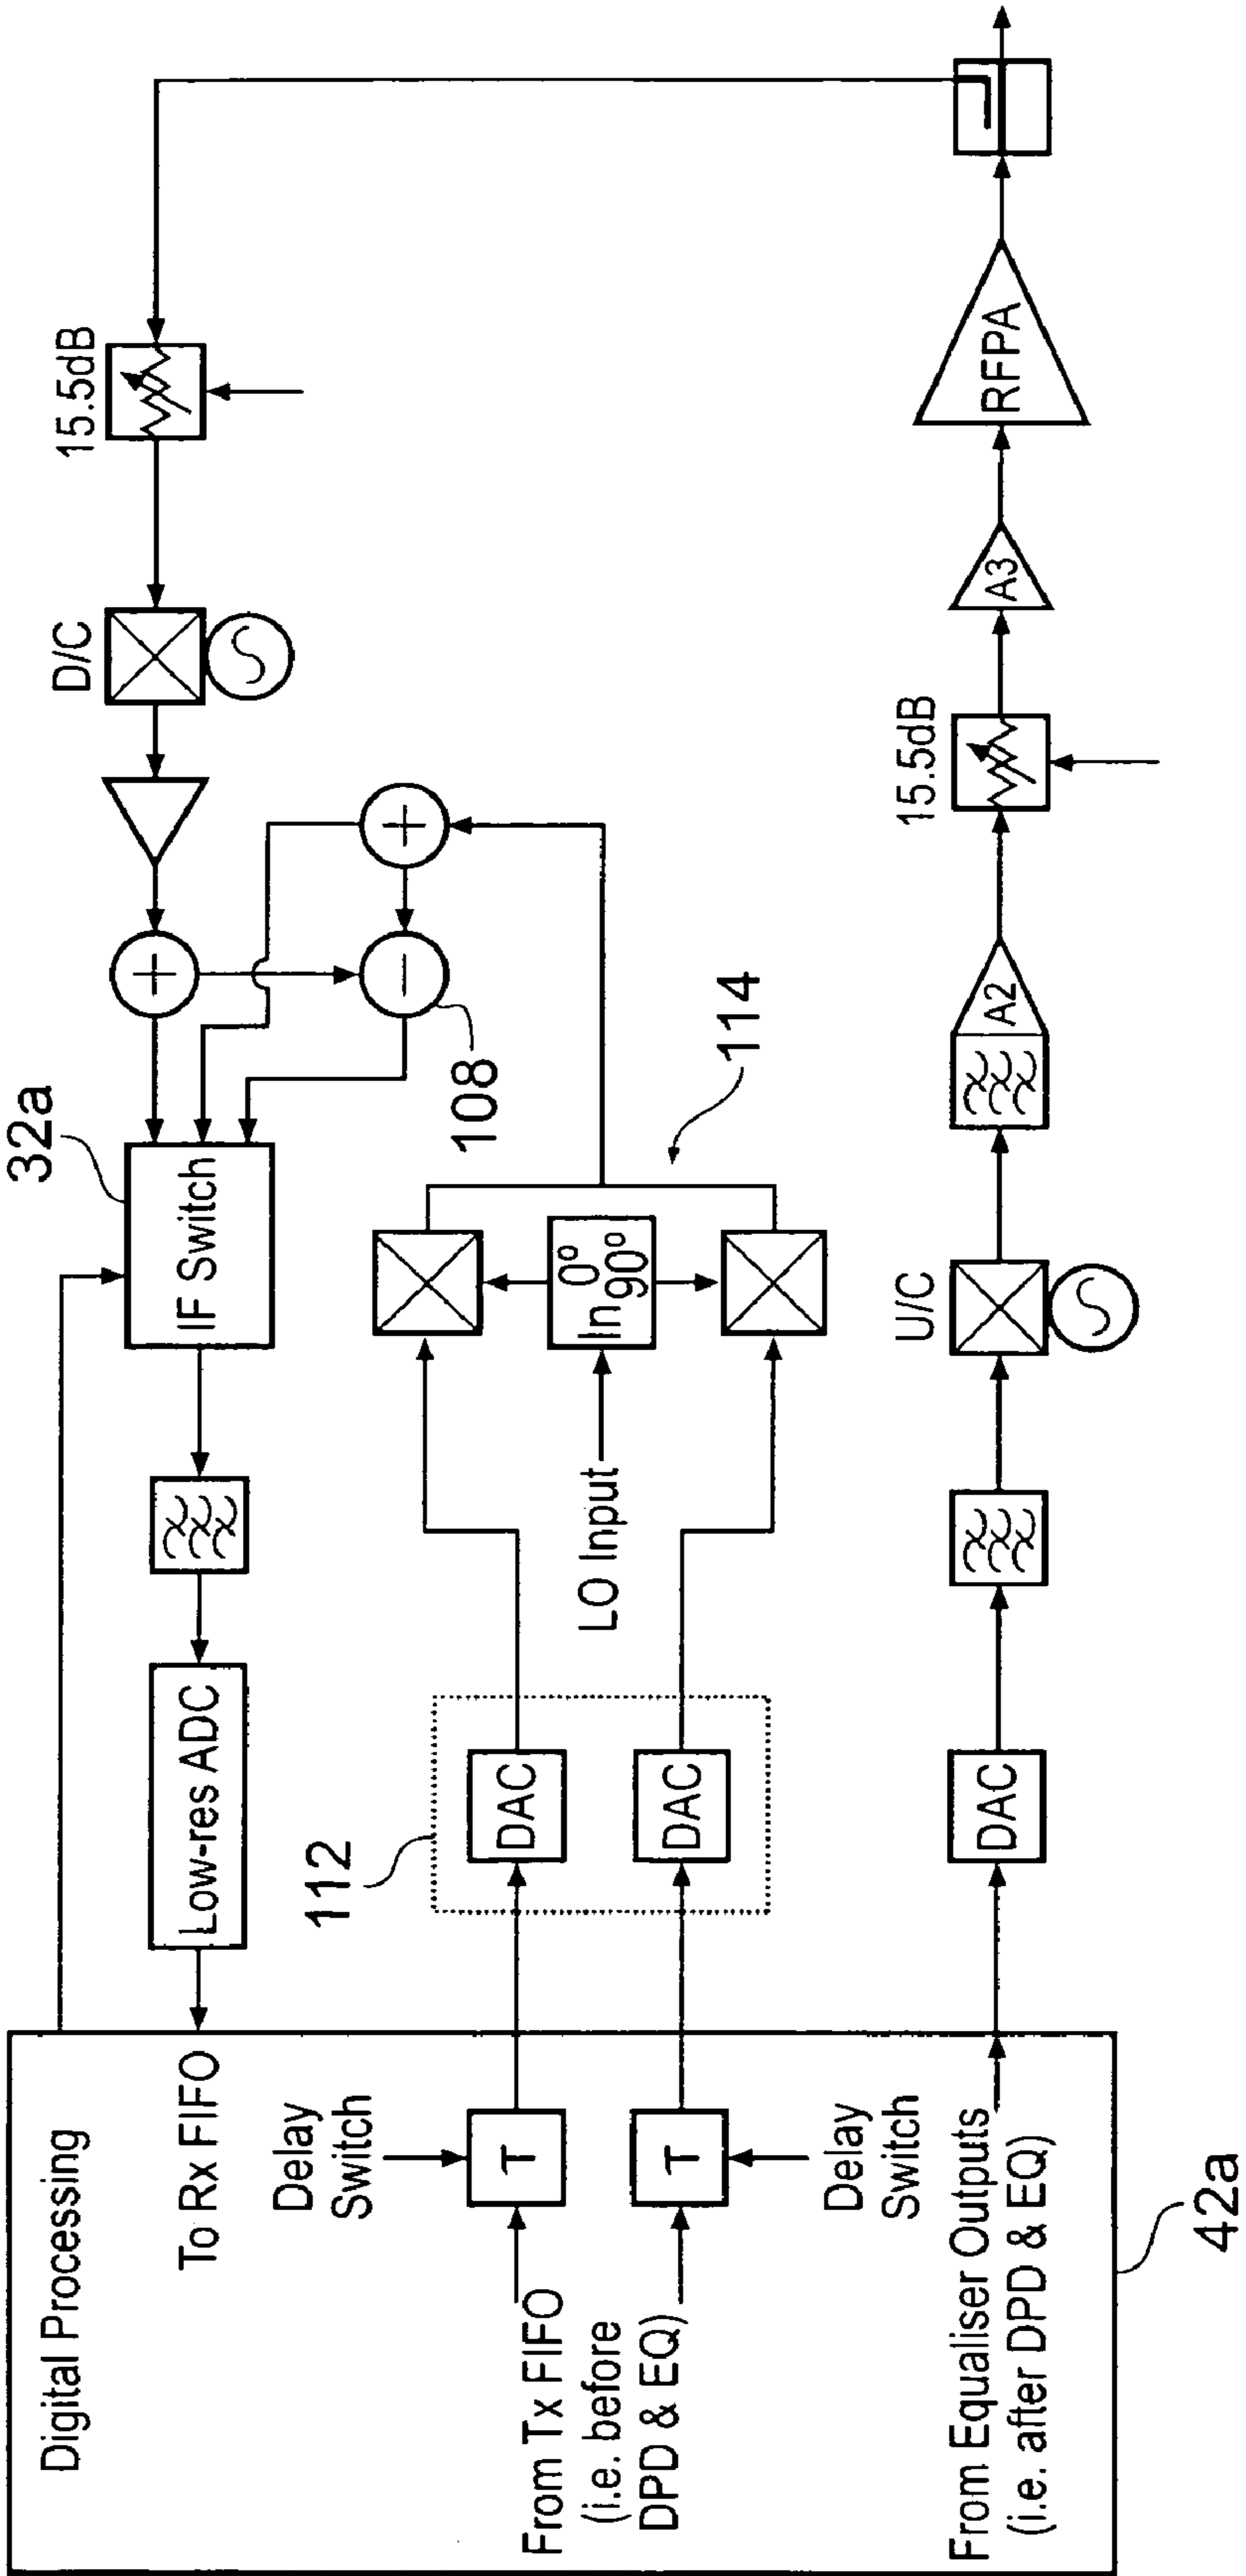 Digital Processing
To Rx FIFO
Low-res ADC
IF Switch
32a
D/C
15.5dB
Delay
Switch
τ
From Tx FIFO
(i.e. before
DPD & EQ)
τ
Delay
Switch
112
DAC
DAC
LO Input
In
0°
90°
114
108
From Equaliser Outputs
(i.e. after DPD & EQ)
DAC
U/C
A2
15.5dB
A3
RFPA
42a